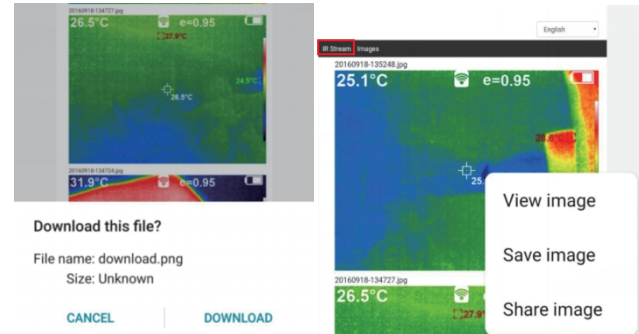 20160918-134727.jpg
26.5°C
e=0.95
27.9°C
24.5°C
26.5°C
20160918-134724.jpg
31.9°C
e=0.95
Download this file?
File name: download.png
Size: Unknown
CANCEL
DOWNLOAD
English
IR Stream
Images
20160918-135248.jpg
25.1°C
e=0.95
28.6°C
25.
View image
Save image
Share image
20160918-134727.jpg
26.5°C
27.9°